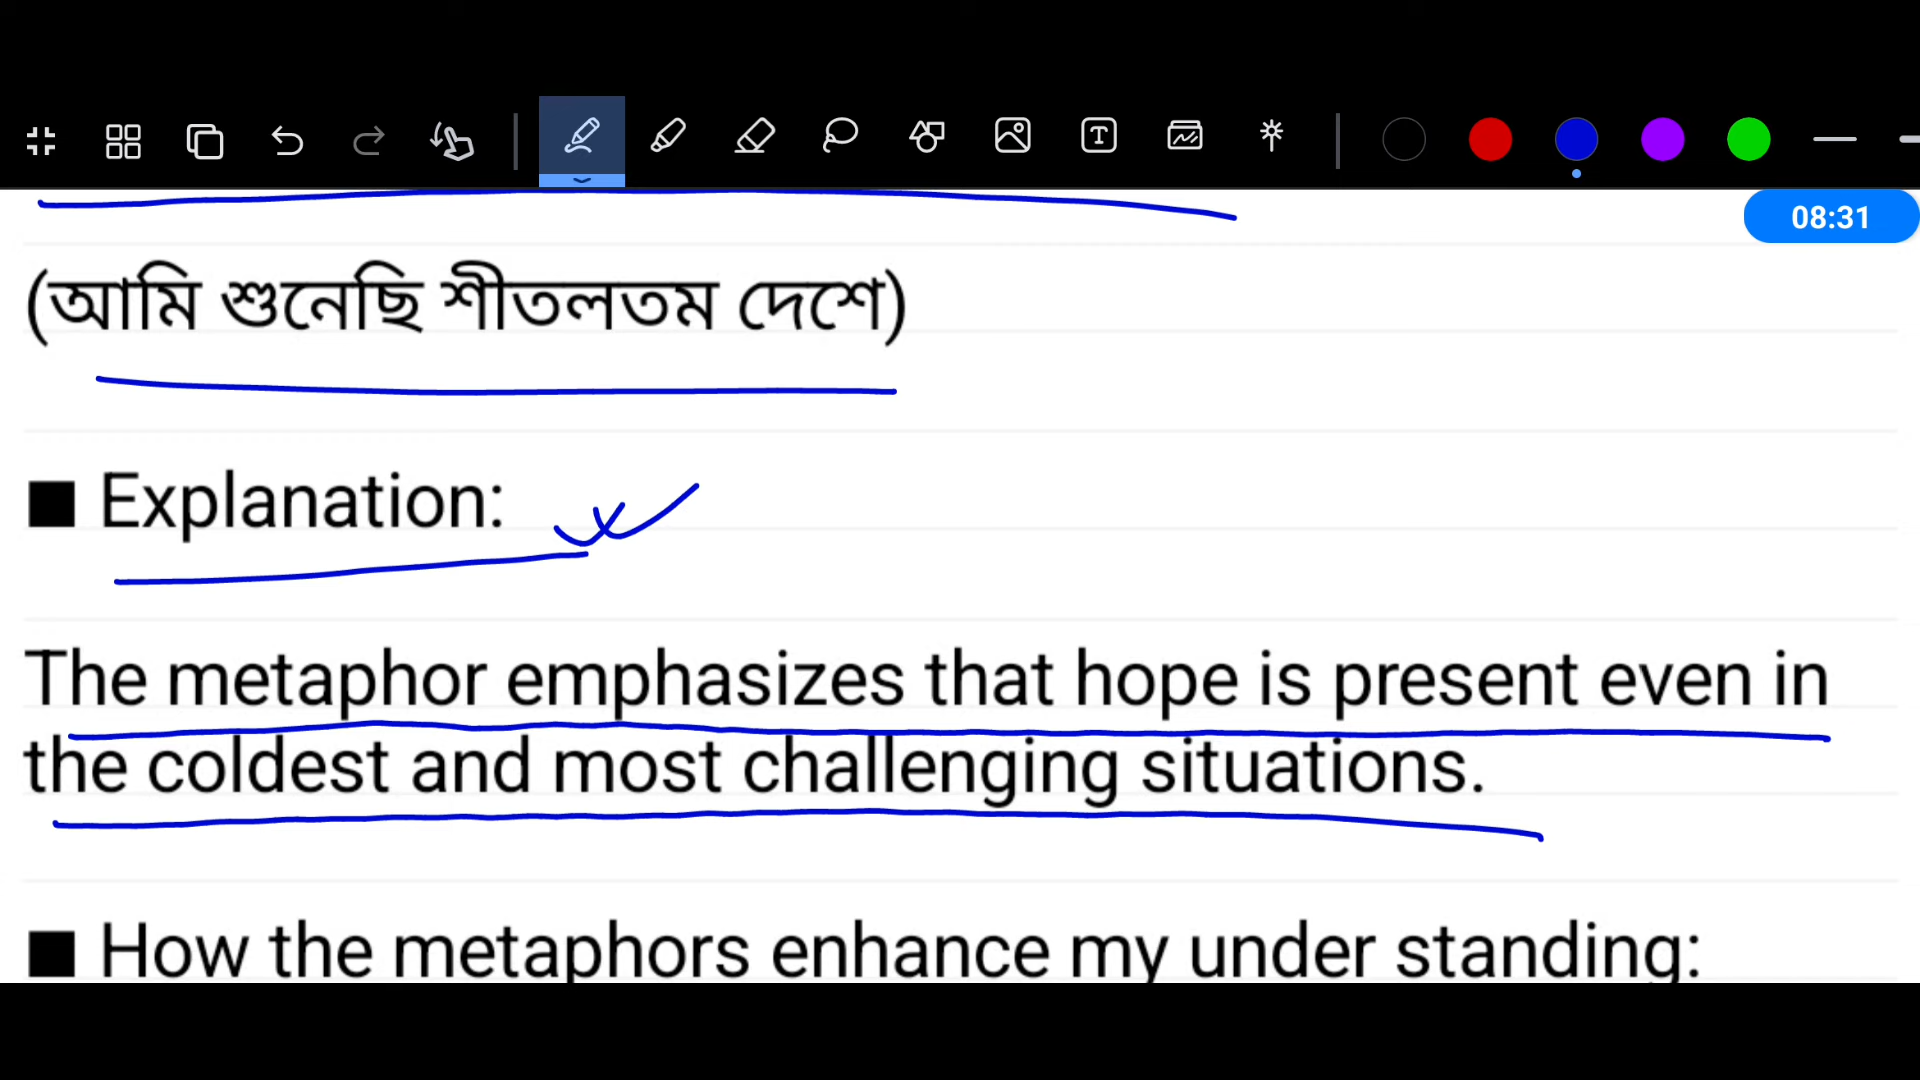 08:31
(আমি শুনেছি শীতলতম দেশে)
■ Explanation:
The metaphor emphasizes that hope is present even in
the coldest and most challenging situations.
■ How the metaphors enhance my under standing: